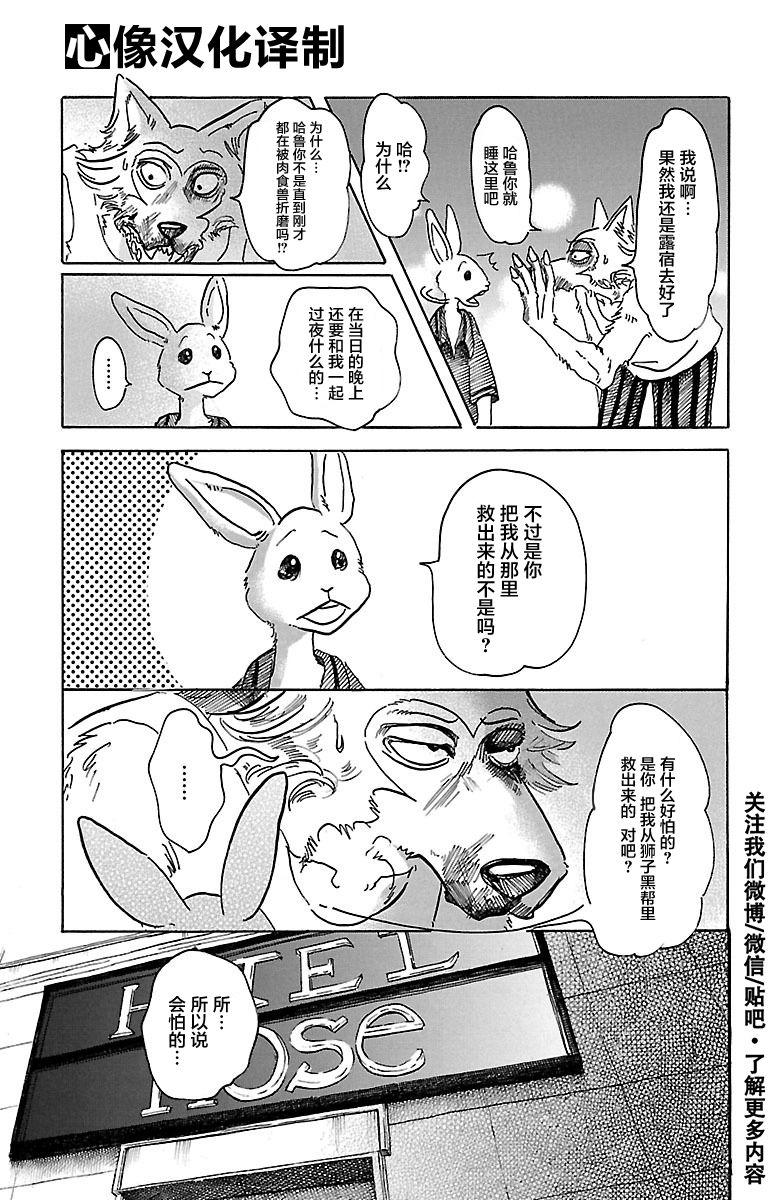 心像汉化译制
我说啊…
果然我还是露宿去好了
哈鲁你就
睡这里吧
哈!?
为什么
为什么…
哈鲁你不是直到刚才
都在被肉食兽折磨吗!?
在当日的晚上
还要和我一起
过夜什么的…
……
不过是你
把我从那里
救出来的不是吗?
有什么好怕的?
是你 把我从狮子黑帮里
救出来的 对吧?
……
所…
所以说
会怕的…
HOTEL
Rose
关注我们微博/微信/贴吧・了解更多内容